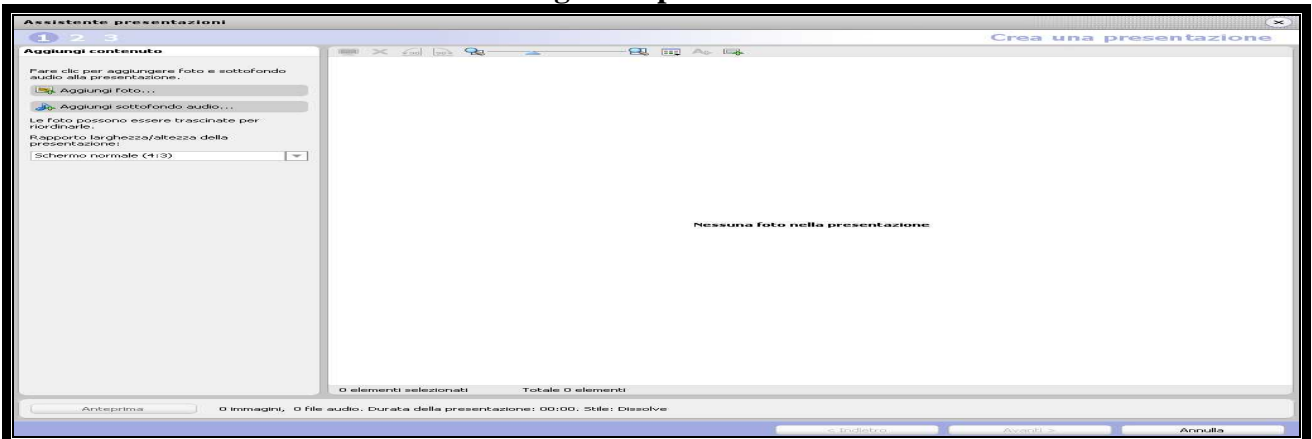 Assistente presentazioni
1 2 3
Crea una presentazione
Aggiungi contenuto
Fare clic per aggiungere foto e sottofondo
audio alla presentazione.
Aggiungi foto...
Aggiungi sottofondo audio...
Le foto possono essere trascinate per
riordinarle.
Rapporto larghezza/altezza della
presentazione:
Schermo normale (4:3)
Nessuna foto nella presentazione
0 elementi selezionati Totale 0 elementi
Anteprima 0 immagini, 0 file audio. Durata della presentazione: 00:00. Stile: Dissolve
< Indietro Avanti > Annulla